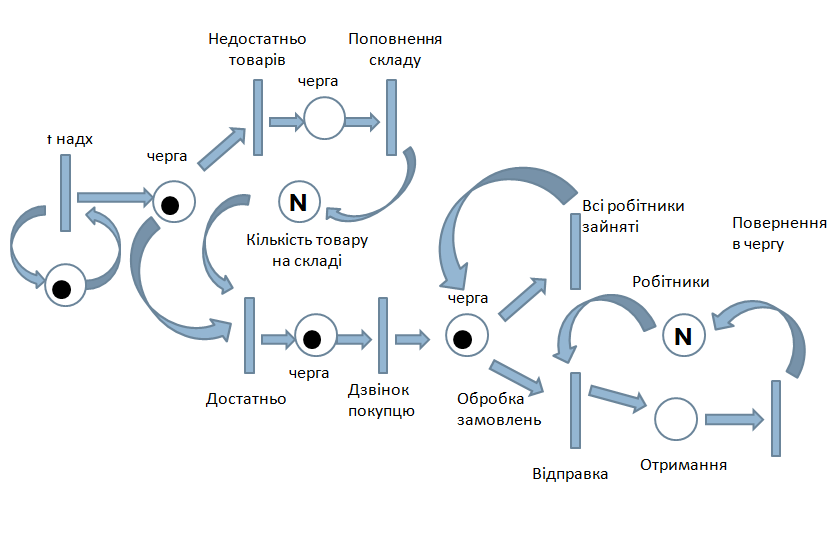 Недостатньо
товарів
Поповнення
складу
черга
t надх
черга
N
Кількість товару
на складі
Всі робітники
зайняті
Повернення
в чергу
Робітники
черга
N
черга
Достатньо
Дзвінок
покупцю
Обробка
замовлень
Відправка
Отримання